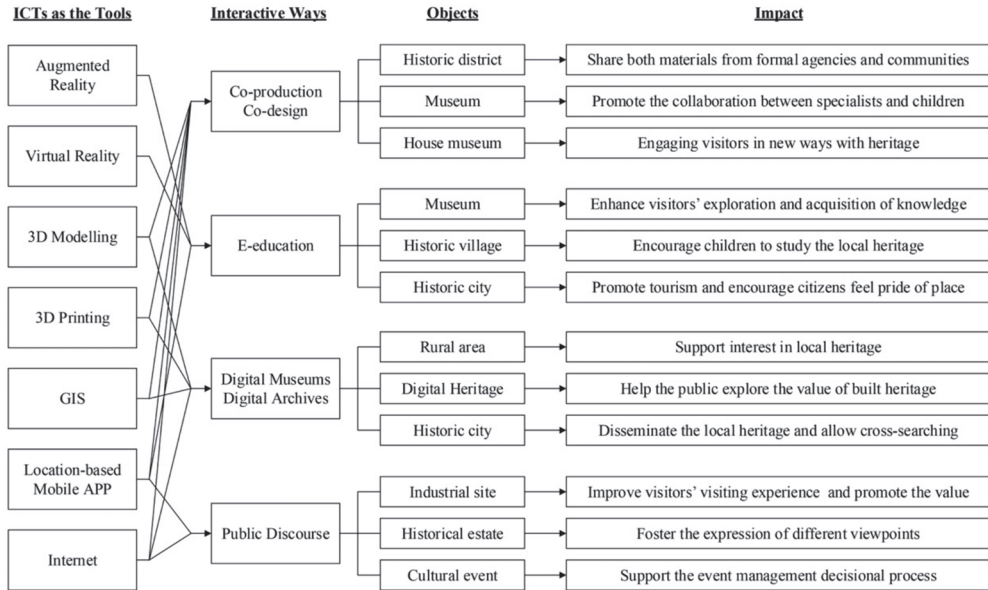 ICTs as the Tools
Interactive Ways
Objects
Impact
Augmented
Reality
Virtual Reality
3D Modelling
3D Printing
GIS
Location-based
Mobile APP
Internet
Co-production
Co-design
E-education
Digital Museums
Digital Archives
Public Discourse
Historic district
Share both materials from formal agencies and communities
Museum
Promote the collaboration between specialists and children
House museum
Engaging visitors in new ways with heritage
Museum
Enhance visitors’ exploration and acquisition of knowledge
Historic village
Encourage children to study the local heritage
Historic city
Promote tourism and encourage citizens feel pride of place
Rural area
Support interest in local heritage
Digital Heritage
Help the public explore the value of built heritage
Historic city
Disseminate the local heritage and allow cross-searching
Industrial site
Improve visitors’ visiting experience and promote the value
Historical estate
Foster the expression of different viewpoints
Cultural event
Support the event management decisional process